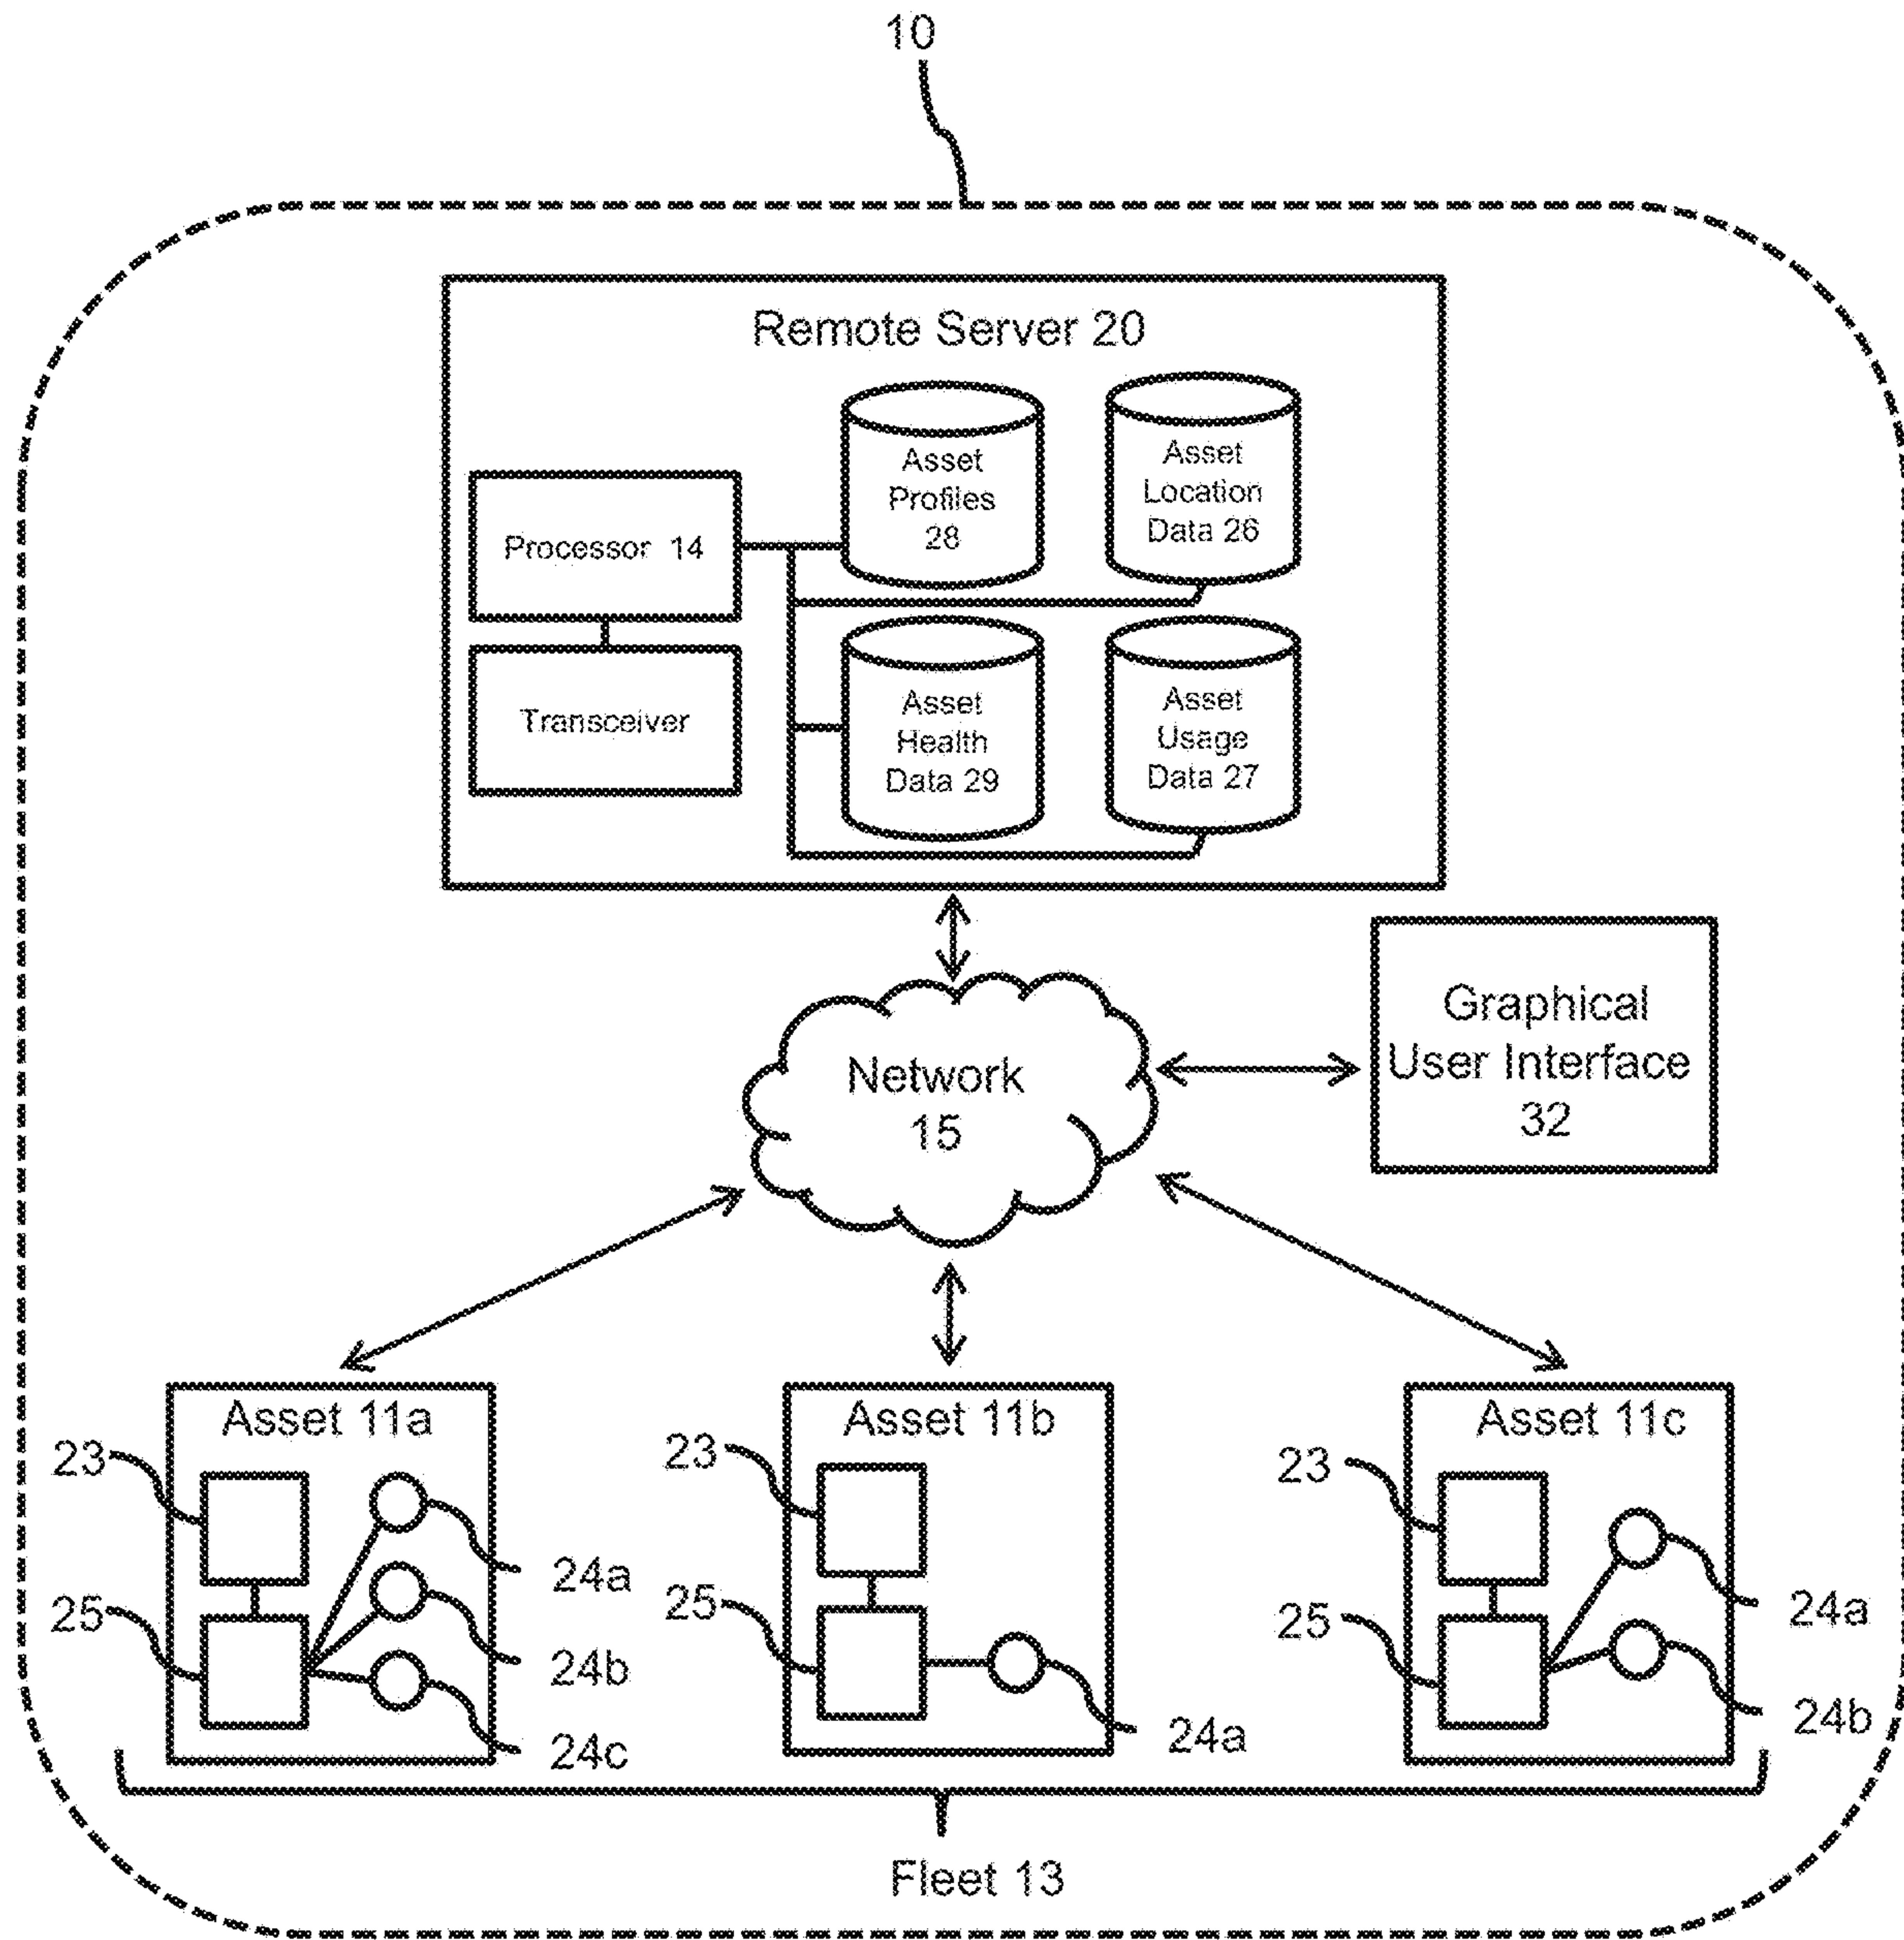 10
Remote Server 20
Asset
Profiles
28
Asset
Location
Data 26
Processor 14
Transceiver
Asset
Health
Data 29
Asset
Usage
Data 27
Network
15
Graphical
User Interface
32
Asset 11a
23
25
24a
24b
24c
Asset 11b
23
25
24a
Asset 11c
23
25
24a
24b
Fleet 13